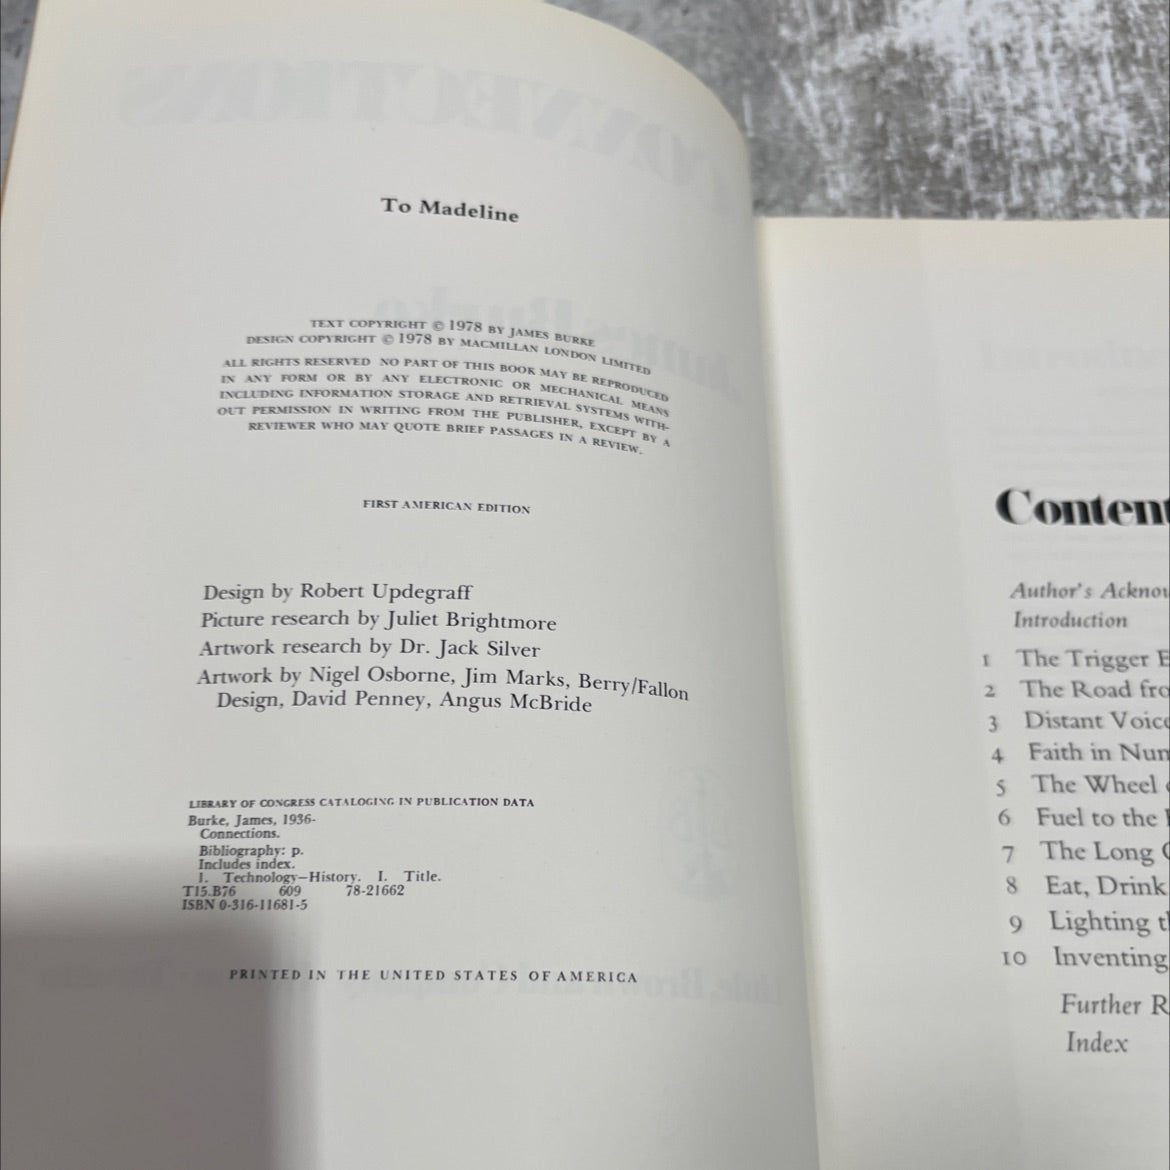 To Madeline
TEXT COPYRIGHT © 1978 BY JAMES BURKE
DESIGN COPYRIGHT © 1978 BY MACMILLAN LONDON LIMITED
ALL RIGHTS RESERVED NO PART OF THIS BOOK MAY BE REPRODUCED
IN ANY FORM OR BY ANY ELECTRONIC OR MECHANICAL MEANS
INCLUDING INFORMATION STORAGE AND RETRIEVAL SYSTEMS WITH-
OUT PERMISSION IN WRITING FROM THE PUBLISHER, EXCEPT BY A
REVIEWER WHO MAY QUOTE BRIEF PASSAGES IN A REVIEW.
FIRST AMERICAN EDITION
Design by Robert Updegraff
Picture research by Juliet Brightmore
Artwork research by Dr. Jack Silver
Artwork by Nigel Osborne, Jim Marks, Berry/Fallon
Design, David Penney, Angus McBride
LIBRARY OF CONGRESS CATALOGING IN PUBLICATION DATA
Burke, James, 1936-
Connections.
Bibliography: p.
Includes index.
1. Technology—History. I. Title.
T15.B76 609 78-21662
ISBN 0-316-11681-5
PRINTED IN THE UNITED STATES OF AMERICA
Content
Author's Acknow
Introduction
1 The Trigger E
2 The Road fro
3 Distant Voice
4 Faith in Num
5 The Wheel
6 Fuel to the
7 The Long
8 Eat, Drink
9 Lighting t
10 Inventing
Further R
Index